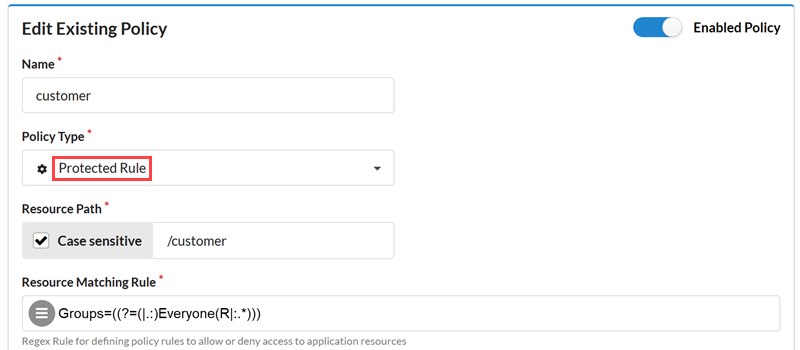 Edit Existing Policy
Enabled Policy
Name *
customer
Policy Type *
Protected Rule
Resource Path *
Case sensitive
/customer
Resource Matching Rule *
Groups=((?=(|.:)Everyone(R|:.*)))
Regex Rule for defining policy rules to allow or deny access to application resources